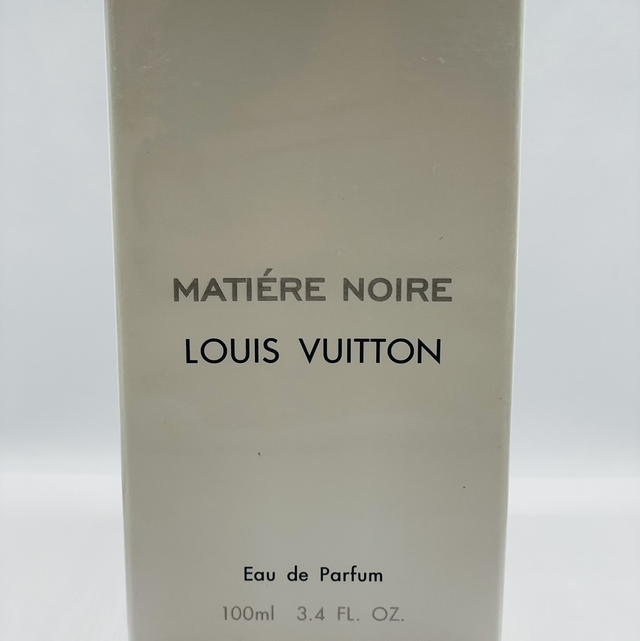 MATIÉRE NOIRE
LOUIS VUITTON
Eau de Parfum
100ml 3.4 FL. OZ.